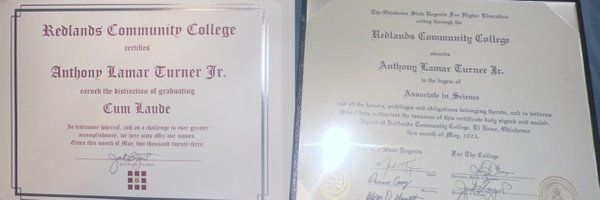 Redlands Community College
certifies
Anthony Lamar Turner Jr.
earned the distinction of graduating
Cum Laude
In testimony whereof, and as a challenge to ever greater
accomplishment, we here unto affix our names.
Given this month of May, two thousand twenty three.
The Oklahoma State Regents For Higher Education
acting through the
Redlands Community College
awards
Anthony Lamar Turner Jr.
to the degree of
Associate in Science
and all the honors, privileges and obligations belonging thereto, and in witness
thereof have authorized the issuance of this certificate duly signed and sealed.
Issued at Redlands Community College, El Reno, Oklahoma
this month of May, 2023.
State Regents
For The College